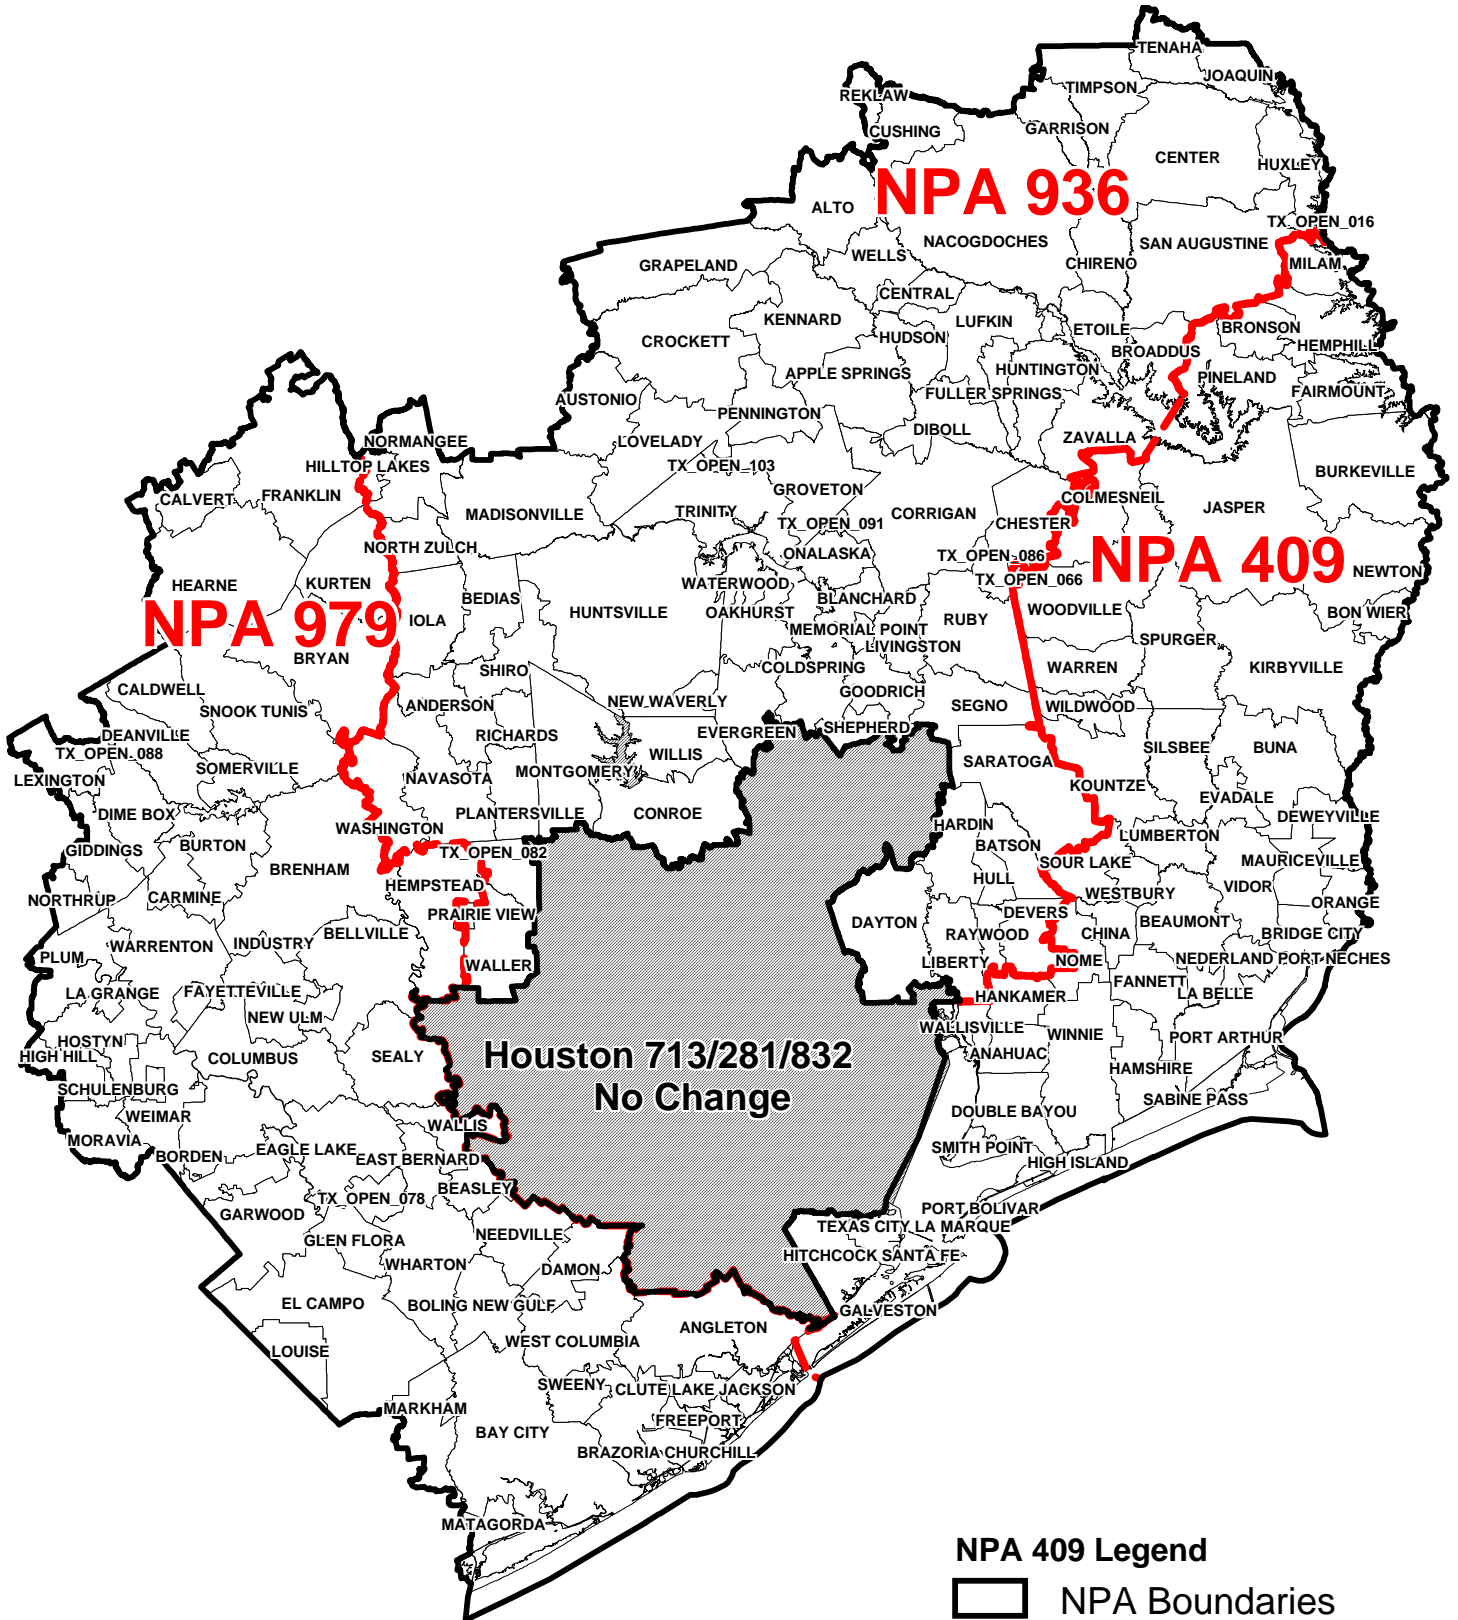 TENAHA
JOAQUIN
TIMPSON
REKLAW
CUSHING
GARRISON
CENTER
HUXLEY
NPA 936
ALTO
TX_OPEN_016
NACOGDOCHES
SAN AUGUSTINE
WELLS
CHIRENO
MILAM
GRAPELAND
CENTRAL
KENNARD
LUFKIN
ETOILE
BRONSON
CROCKETT
HUDSON
HEMPHILL
BROADDUS
APPLE SPRINGS
HUNTINGTON
PINELAND
AUSTONIO
FULLER SPRINGS
FAIRMOUNT
PENNINGTON
DIBOLL
NORMANGEE
LOVELADY
ZAVALLA
HILLTOP LAKES
TX_OPEN_103
BURKEVILLE
CALVERT
FRANKLIN
GROVETON
COLMESNEIL
JASPER
MADISONVILLE
TRINITY
TX_OPEN_091
CORRIGAN
CHESTER
NORTH ZULCH
ONALASKA
TX_OPEN_086
NPA 409
NEWTON
HEARNE
KURTEN
WATERWOOD
TX_OPEN_066
BEDIAS
BLANCHARD
HUNTSVILLE
OAKHURST
WOODVILLE
BON WIER
NPA 979
IOLA
RUBY
MEMORIAL POINT
SPURGER
LIVINGSTON
BRYAN
SHIRO
COLDSPRING
WARREN
KIRBYVILLE
CALDWELL
GOODRICH
ANDERSON
NEW WAVERLY
SEGNO
WILDWOOD
SNOOK TUNIS
EVERGREEN
SHEPHERD
DEANVILLE
RICHARDS
SILSBEE
BUNA
TX_OPEN_088
WILLIS
SARATOGA
SOMERVILLE
NAVASOTA
MONTGOMERY
LEXINGTON
KOUNTZE
EVADALE
DIME BOX
PLANTERSVILLE
CONROE
DEWEYVILLE
HARDIN
WASHINGTON
LUMBERTON
GIDDINGS
BURTON
TX_OPEN_082
BATSON
SOUR LAKE
MAURICEVILLE
BRENHAM
HULL
HEMPSTEAD
WESTBURY
VIDOR
NORTHRUP
CARMINE
ORANGE
PRAIRIE VIEW
DAYTON
DEVERS
BEAUMONT
BELLVILLE
RAYWOOD
CHINA
BRIDGE CITY
WARRENTON
INDUSTRY
PLUM
WALLER
LIBERTY
NOME
NEDERLAND PORT NECHES
FANNETT
LA GRANGE
FAYETTEVILLE
HANKAMER
LA BELLE
NEW ULM
WALLISVILLE
WINNIE
PORT ARTHUR
HOSTYN
HIGH HILL
COLUMBUS
SEALY
Houston 713/281/832
No Change
ANAHUAC
HAMSHIRE
SCHULENBURG
SABINE PASS
WEIMAR
WALLIS
DOUBLE BAYOU
MORAVIA
BORDEN
EAGLE LAKE
EAST BERNARD
SMITH POINT
HIGH ISLAND
BEASLEY
TX_OPEN_078
GARWOOD
PORT BOLIVAR
NEEDVILLE
TEXAS CITY LA MARQUE
GLEN FLORA
WHARTON
DAMON
HITCHCOCK SANTA FE
EL CAMPO
BOLING NEW GULF
GALVESTON
WEST COLUMBIA
ANGLETON
LOUISE
SWEENY
CLUTE LAKE JACKSON
MARKHAM
FREEPORT
BAY CITY
BRAZORIA CHURCHILL
MATAGORDA
NPA 409 Legend
NPA Boundaries